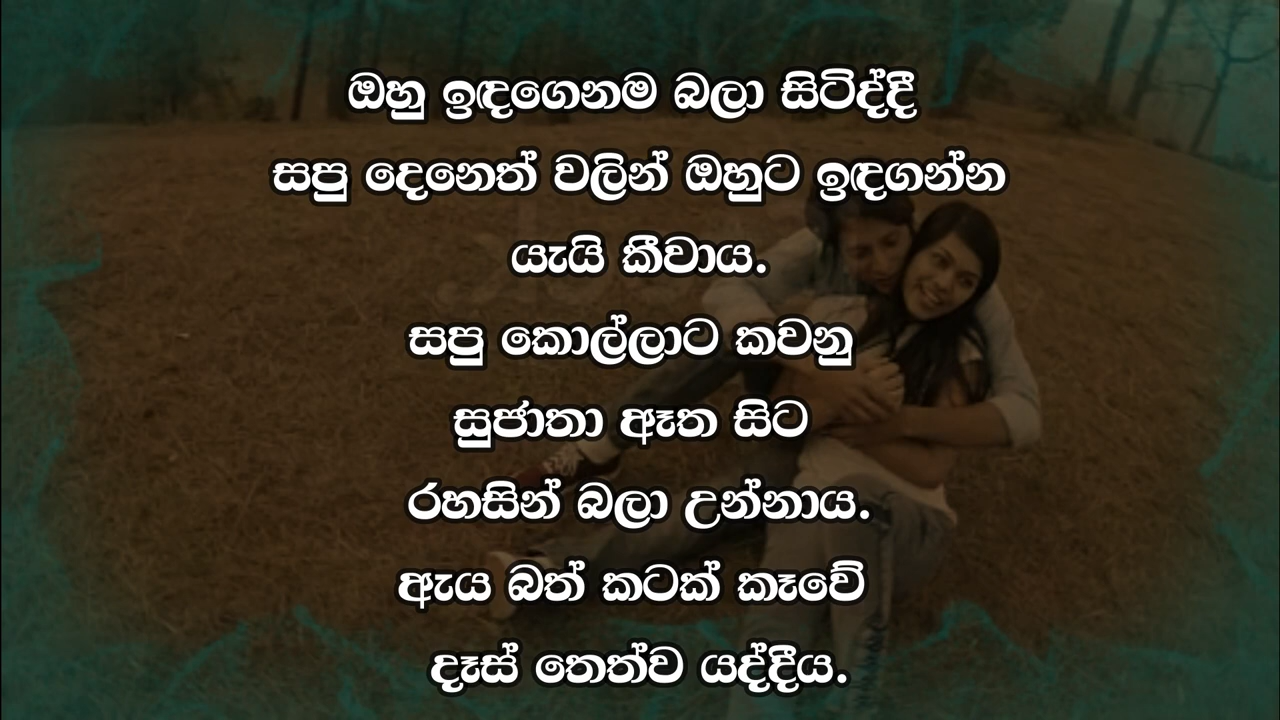 ඔහු ඉඳගෙනම බලා සිටිද්දී
සපු දෙනෙත් වලින් ඔහුට ඉඳගන්න
යැයි කීවාය.
සපු කොල්ලාට කවනු
සුජාතා ඈත සිට
රහසින් බලා උන්නාය.
ඇය බත් කටක් කෑවේ
දෑස් තෙත්ව යද්දීය.